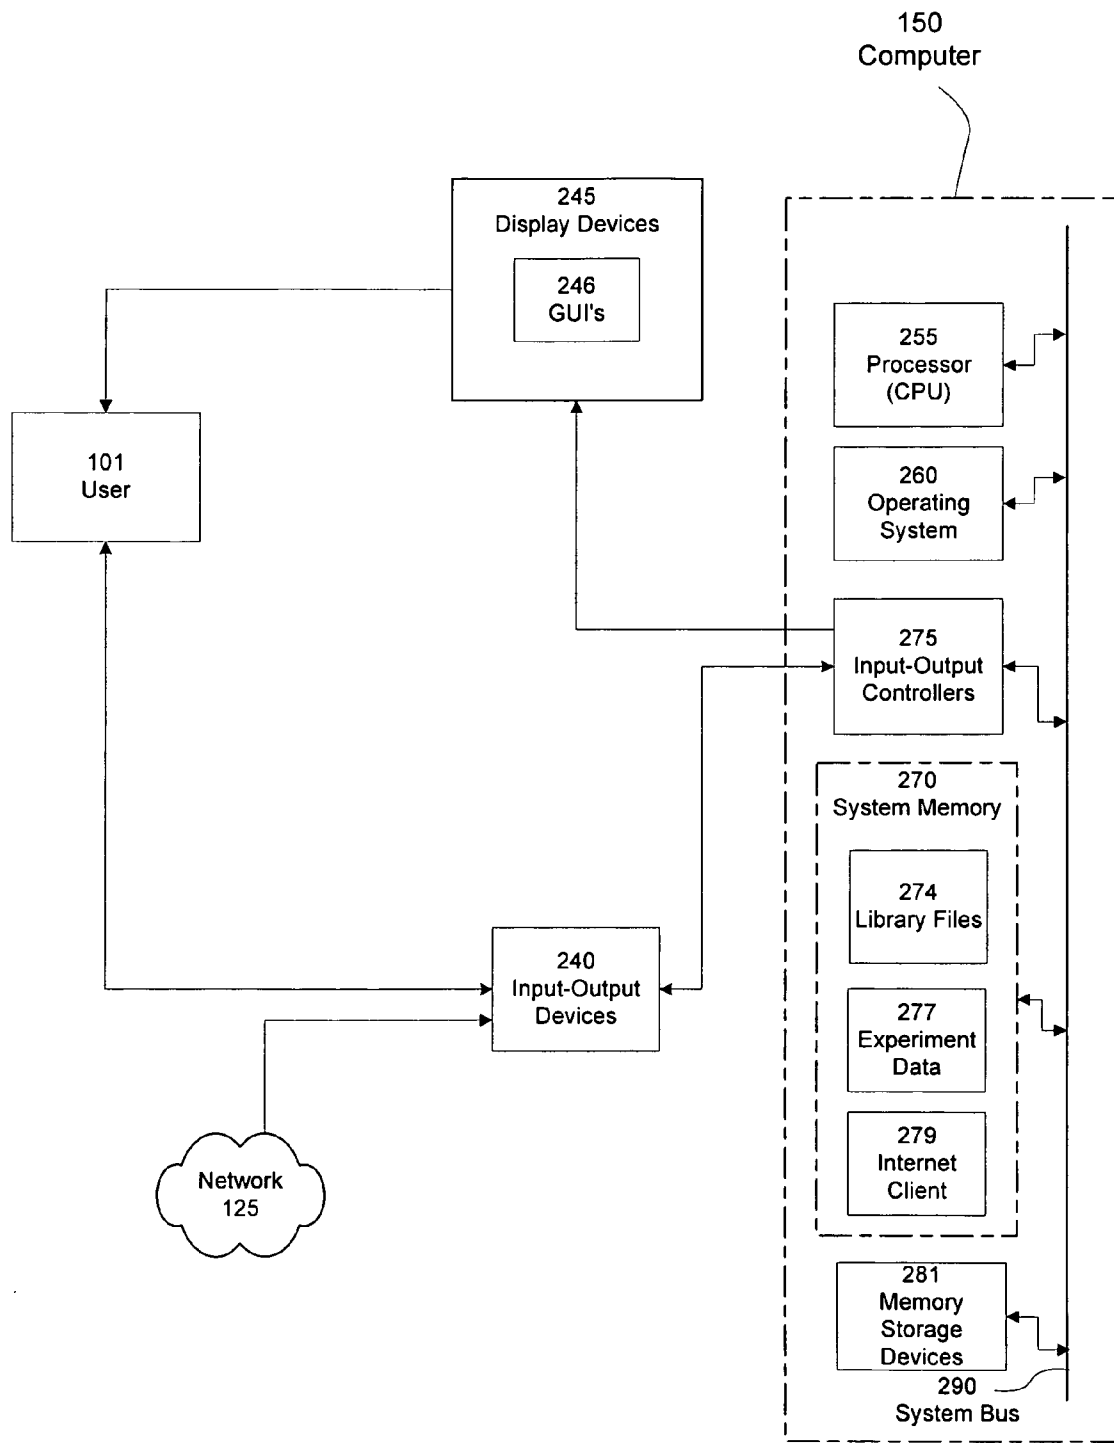 150
Computer
245
Display Devices
246
GUI's
255
Processor
(CPU)
101
User
260
Operating
System
275
Input-Output
Controllers
270
System Memory
274
Library Files
240
Input-Output
Devices
277
Experiment
Data
279
Internet
Client
Network
125
281
Memory
Storage
Devices
290
System Bus